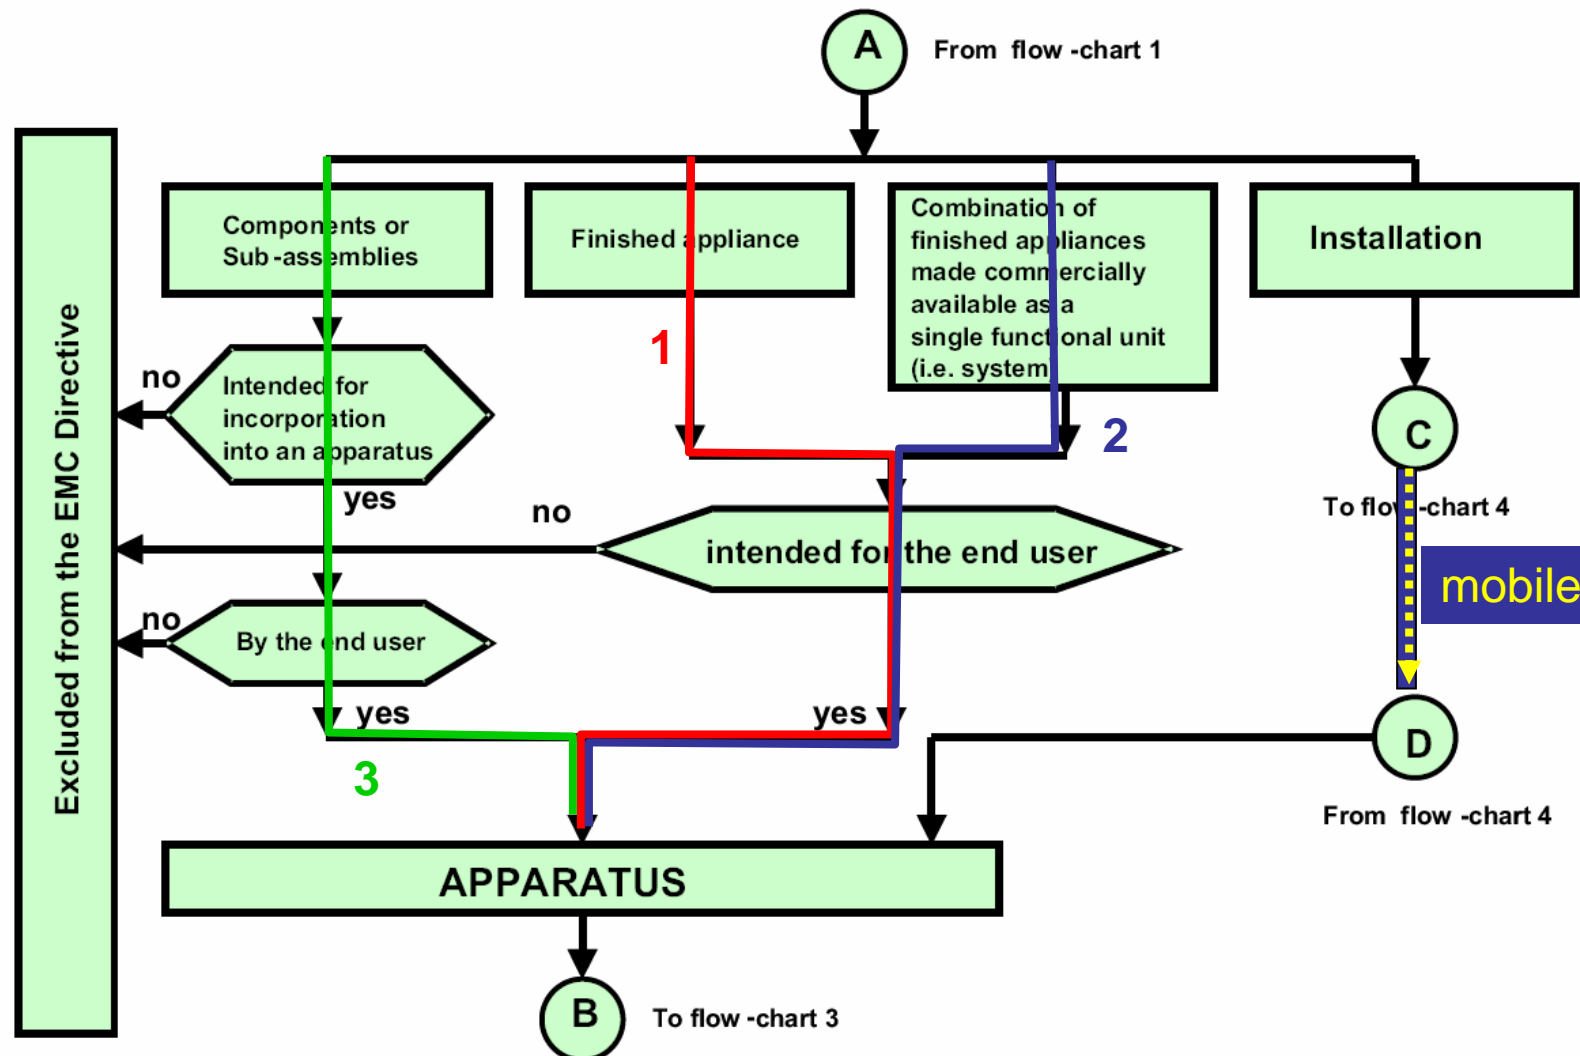 A
From flow -chart 1
Components or
Sub -assemblies
Finished appliance
Combination of
finished appliances
made commercially
available as a
single functional unit
(i.e. system)
Installation
Excluded from the EMC Directive
1
2
no
Intended for
incorporation
into an apparatus
yes
C
To flow -chart 4
no
intended for the end user
mobile
no
By the end user
yes
yes
3
D
From flow -chart 4
APPARATUS
B
To flow -chart 3